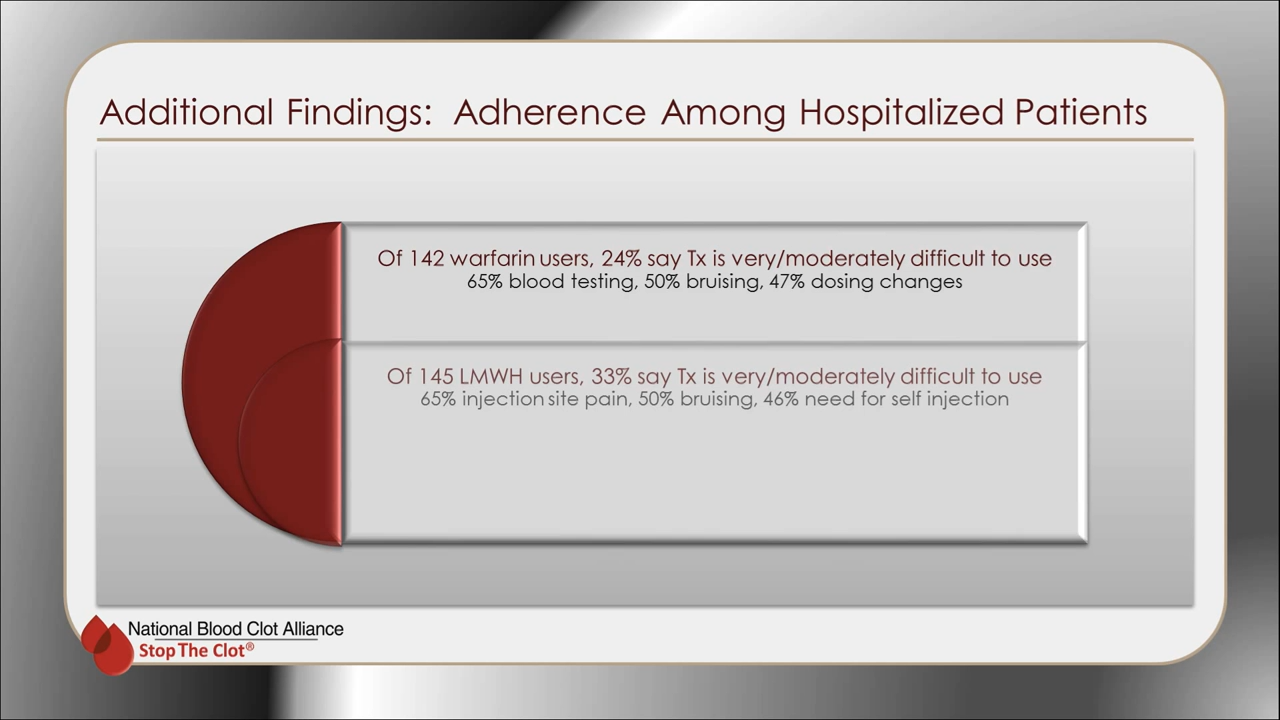 Additional Findings: Adherence Among Hospitalized Patients
Of 142 warfarin users, 24% say Tx is very/moderately difficult to use
65% blood testing, 50% bruising, 47% dosing changes
Of 145 LMWH users, 33% say Tx is very/moderately difficult to use
65% injection site pain, 50% bruising, 46% need for self injection
National Blood Clot Alliance
Stop The Clot®